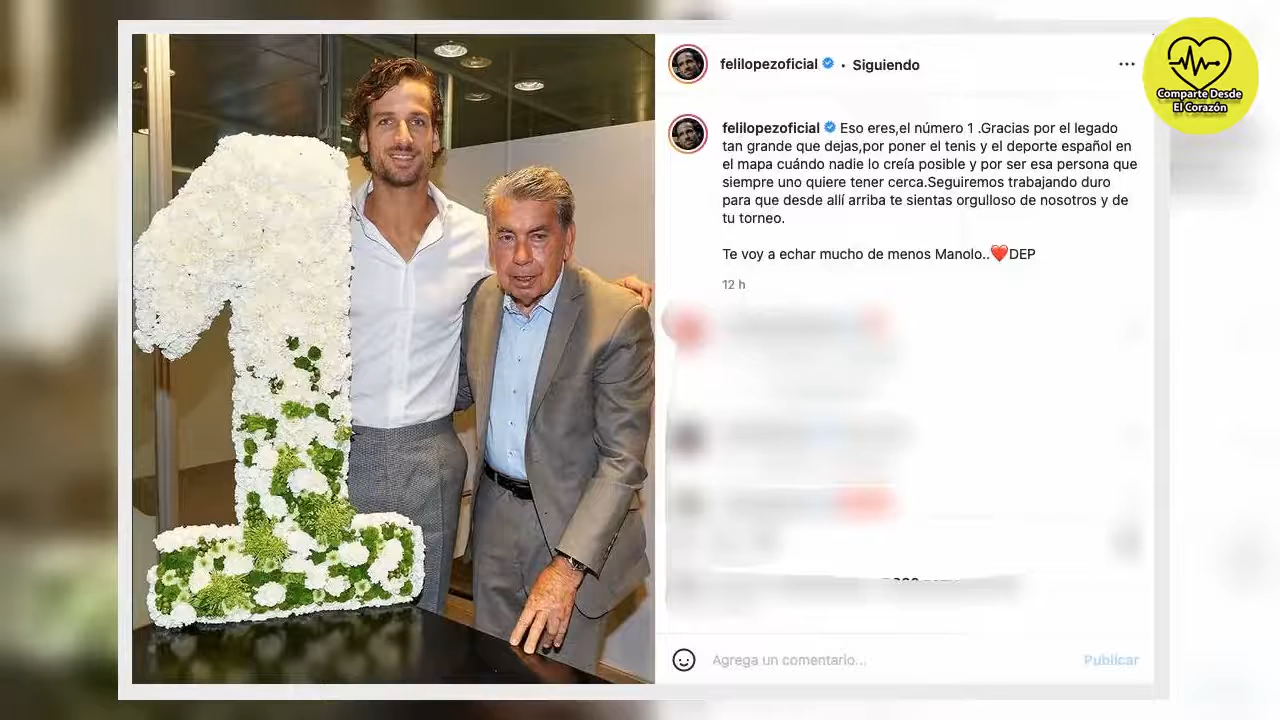 felilopezoficial • Siguiendo
Comparte Desde
El Corazón
felilopezoficial Eso eres,el número 1 .Gracias por el legado
tan grande que dejas,por poner el tenis y el deporte español en
el mapa cuándo nadie lo creía posible y por ser esa persona que
siempre uno quiere tener cerca.Seguiremos trabajando duro
para que desde allí arriba te sientas orgulloso de nosotros y de
tu torneo.
Te voy a echar mucho de menos Manolo..❤️DEP
12 h
Agrega un comentario...
Publicar